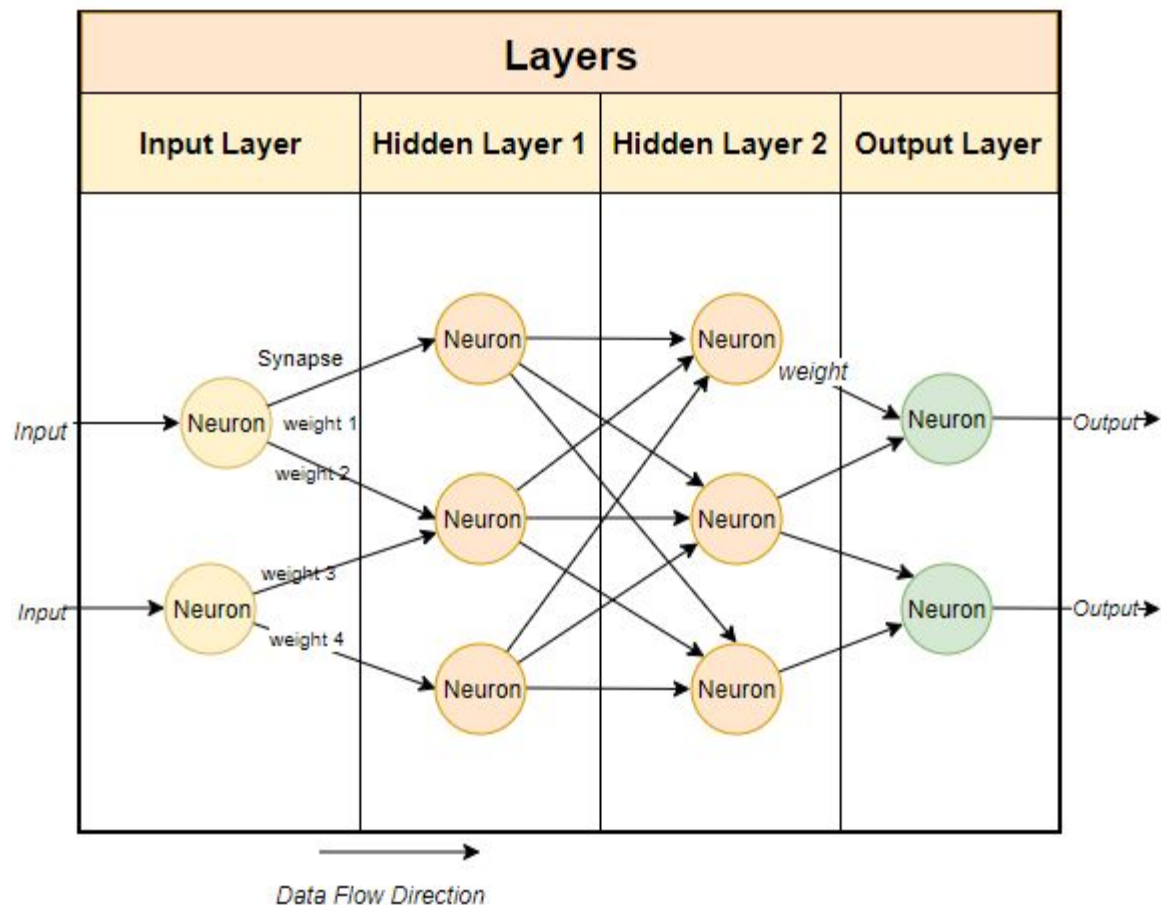 Layers
Input Layer
Hidden Layer 1
Hidden Layer 2
Output Layer
Neuron
Neuron
Synapse
weight
Neuron
Neuron
weight 1
Input
Output
weight 2
Neuron
Neuron
weight 3
Neuron
Neuron
Input
Output
weight 4
Neuron
Neuron
Data Flow Direction